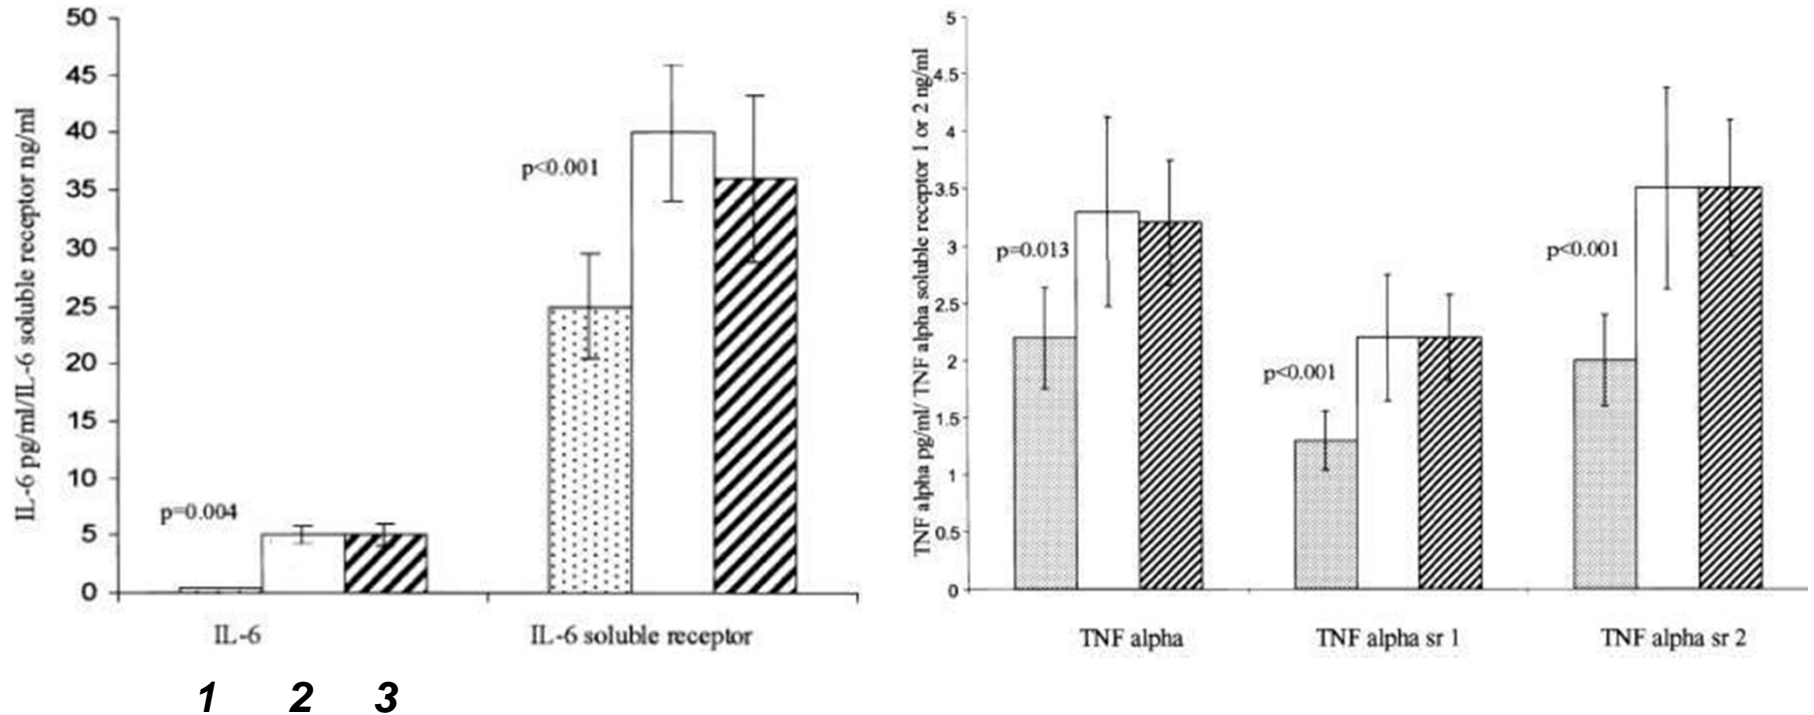 IL-6 pg/ml/IL-6 soluble receptor ng/ml
50
45
40
35
30
25
20
15
10
5
0
p=0.004
p<0.001
IL-6
IL-6 soluble receptor
1 2 3
TNF alpha pg/ml/ TNF alpha soluble receptor 1 or 2 ng/ml
5
4.5
4
3.5
3
2.5
2
1.5
1
0.5
0
p=0.013
p<0.001
p<0.001
TNF alpha
TNF alpha sr 1
TNF alpha sr 2